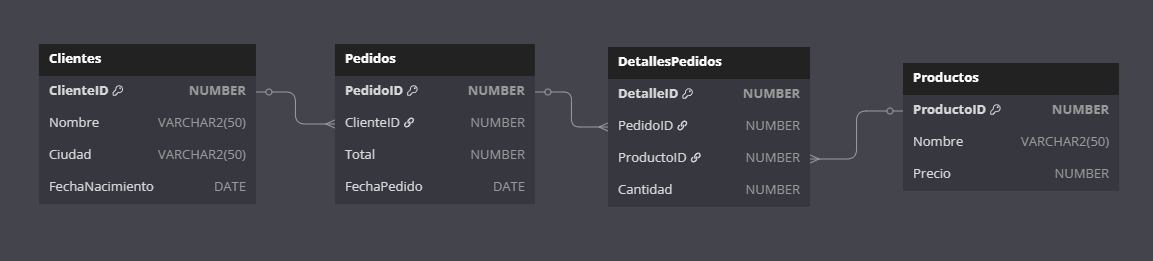 Clientes
ClienteID NUMBER
Nombre VARCHAR2(50)
Ciudad VARCHAR2(50)
FechaNacimiento DATE
Pedidos
PedidoID NUMBER
ClienteID NUMBER
Total NUMBER
FechaPedido DATE
DetallesPedidos
DetalleID NUMBER
PedidoID NUMBER
ProductoID NUMBER
Cantidad NUMBER
Productos
ProductoID NUMBER
Nombre VARCHAR2(50)
Precio NUMBER